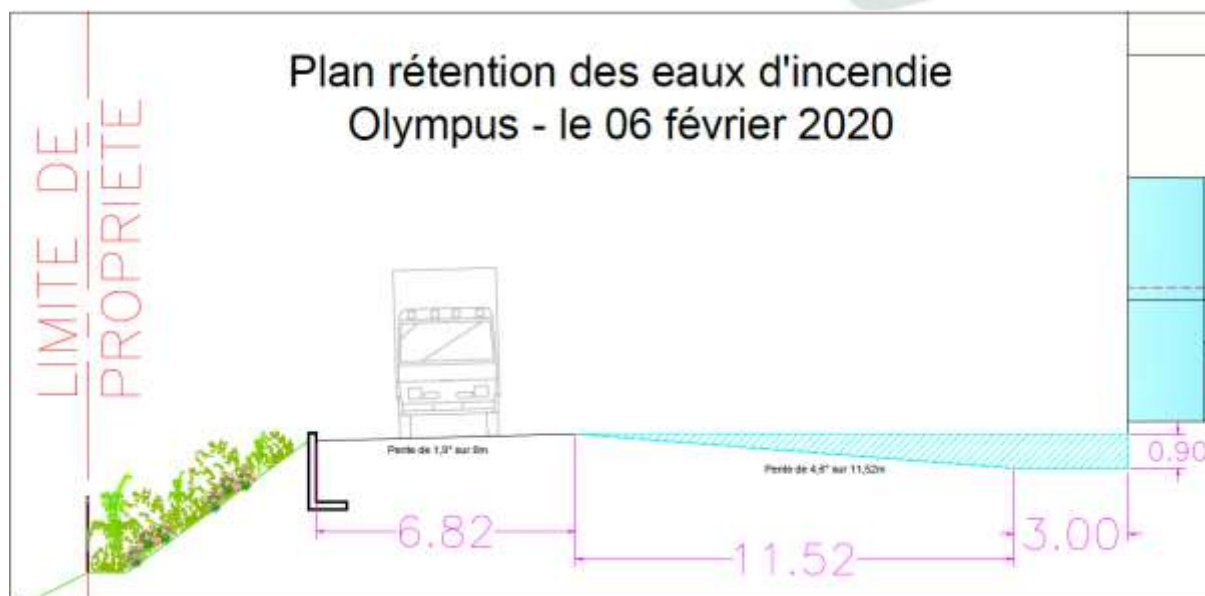 Plan rétention des eaux d'incendie
Olympus - le 06 février 2020
LIMITE DE
PROPRIETE
Pente de 1,9° sur 8m
Pente de 4,6° sur 11,52m
0.90
6.82
11.52
3.00